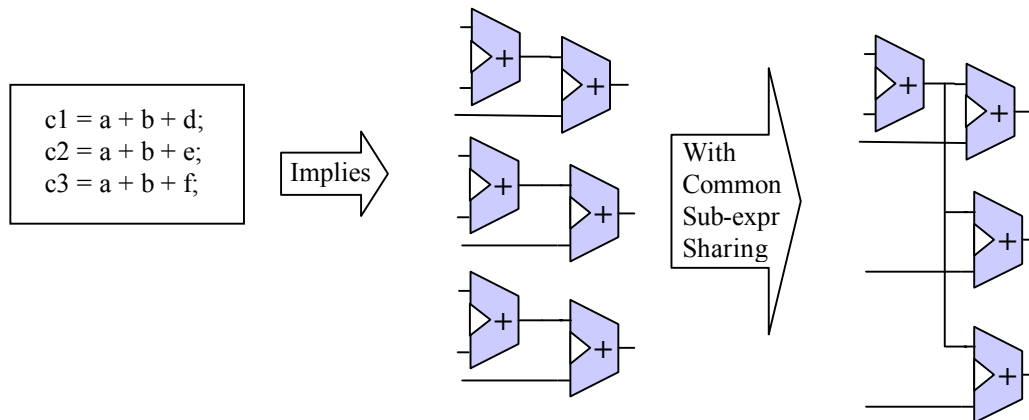 c1 = a + b + d;
c2 = a + b + e;
c3 = a + b + f;
Implies
+
+
+
+
+
+
With
Common
Sub-expr
Sharing
+
+
+
+